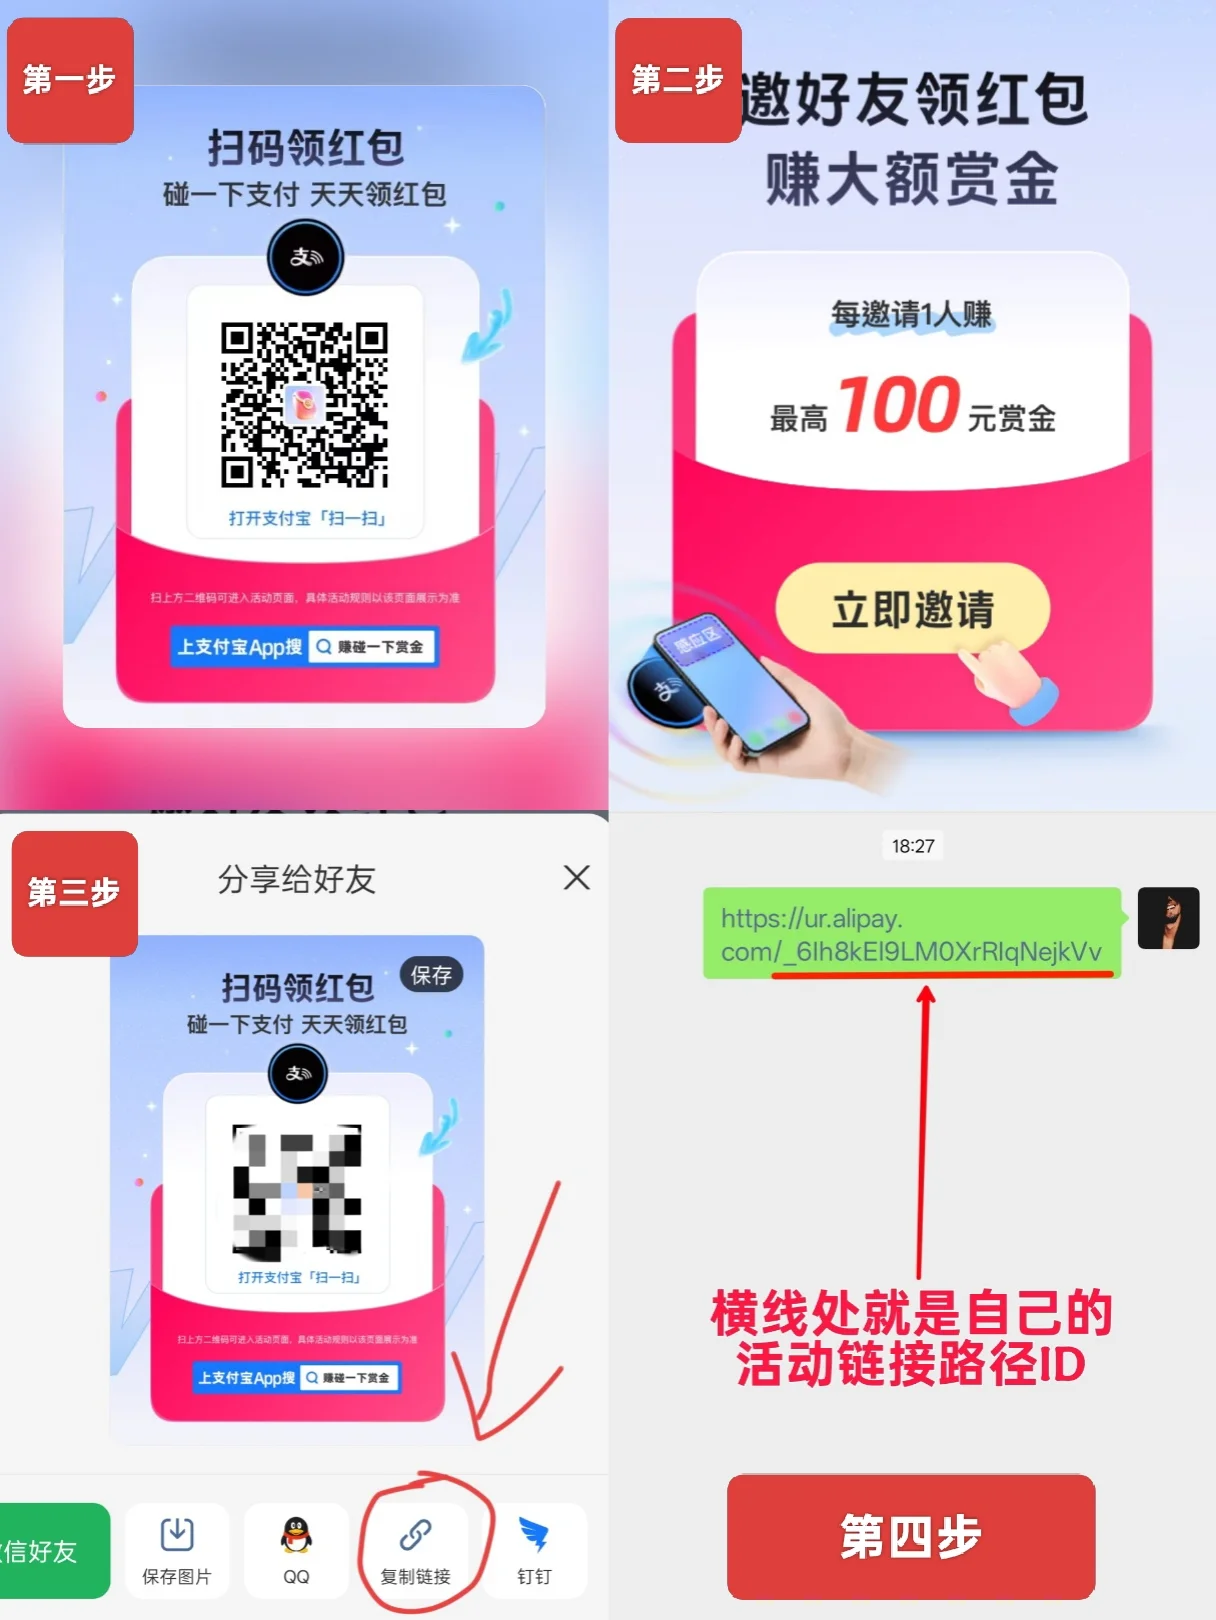 第一步
扫码领红包
碰一下支付 天天领红包
支
打开支付宝「扫一扫」
扫上方二维码可进入活动页面，具体活动规则以该页面展示为准
上支付宝App搜 赚碰一下赏金
第二步
邀好友领红包
赚大额赏金
每邀请1人赚
最高100元赏金
立即邀请
感应区
支
第三步
分享给好友
保存
扫码领红包
碰一下支付 天天领红包
支
打开支付宝「扫一扫」
扫上方二维码可进入活动页面，具体活动规则以该页面展示为准
上支付宝App搜 赚碰一下赏金
信好友
保存图片
QQ
复制链接
钉钉
18:27
https://ur.alipay.
com/_6Ih8kEl9LM0XrRIqNejkVv
横线处就是自己的
活动链接路径ID
第四步